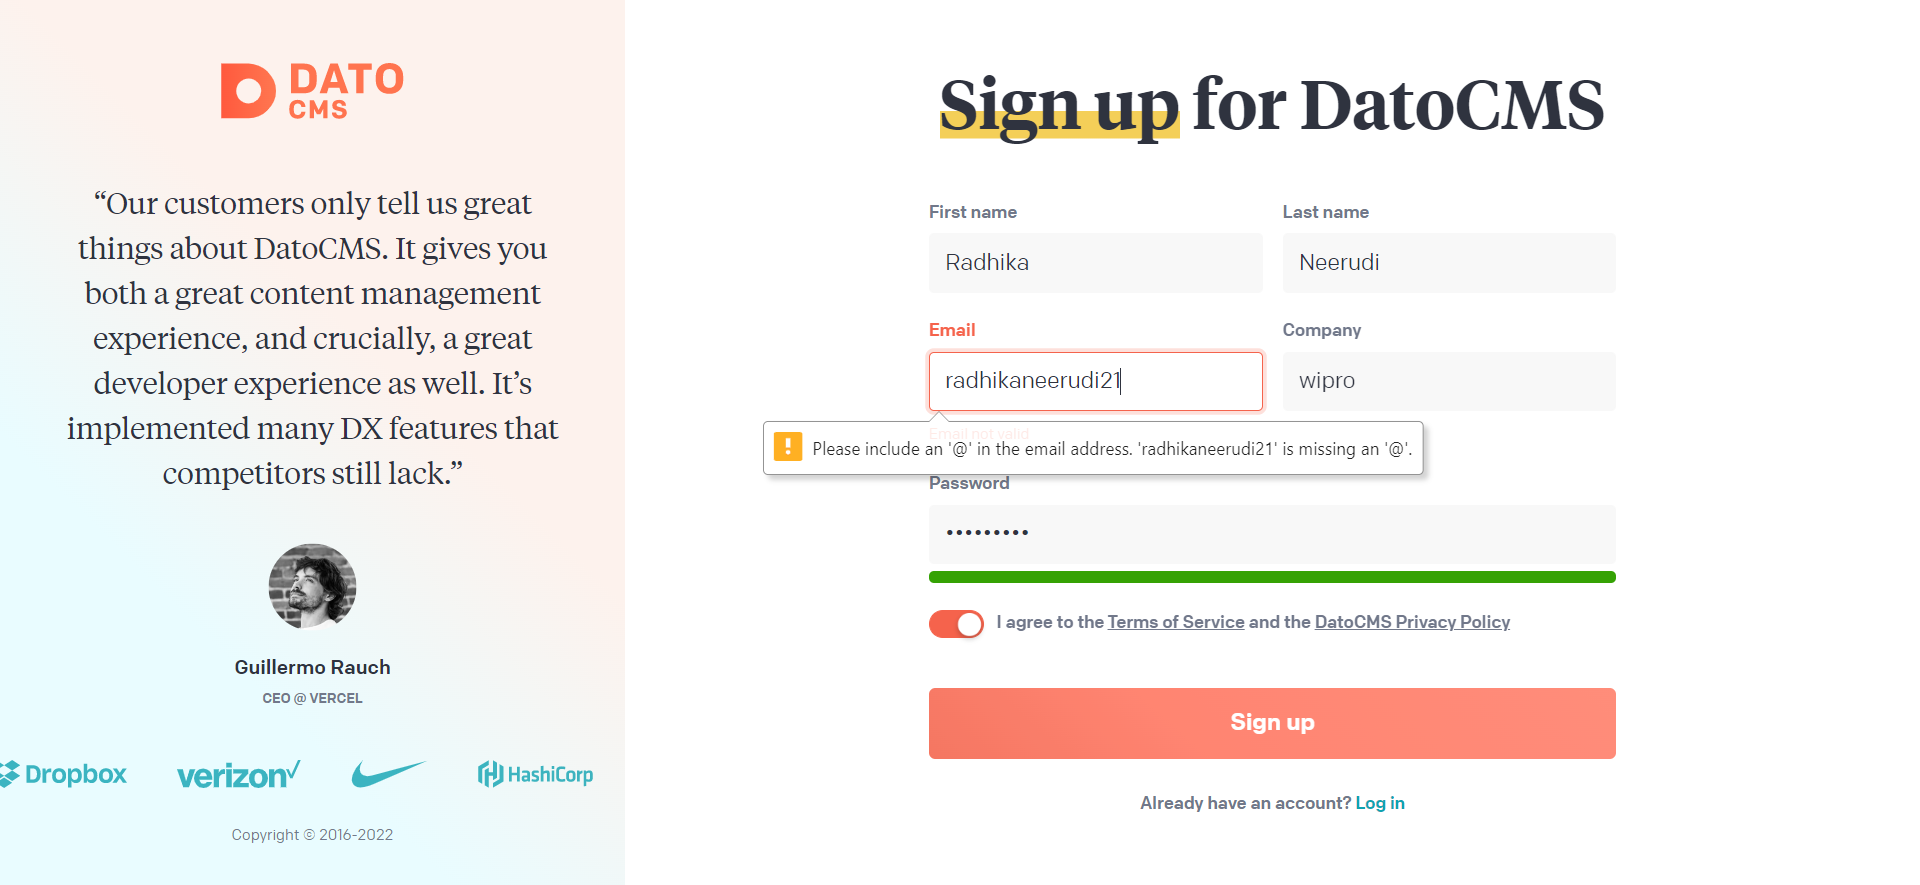 DATO
CMS
“Our customers only tell us great
things about DatoCMS. It gives you
both a great content management
experience, and crucially, a great
developer experience as well. It’s
implemented many DX features that
competitors still lack.”
Guillermo Rauch
CEO @ VERCEL
Dropbox
verizon✓
HashiCorp
Copyright © 2016-2022
Sign up for DatoCMS
First name
Last name
Radhika
Neerudi
Email
Company
radhikaneerudi21
wipro
Email not valid
Please include an '@' in the email address. 'radhikaneerudi21' is missing an '@'.
Password
•••••••••
I agree to the Terms of Service and the DatoCMS Privacy Policy
Sign up
Already have an account? Log in